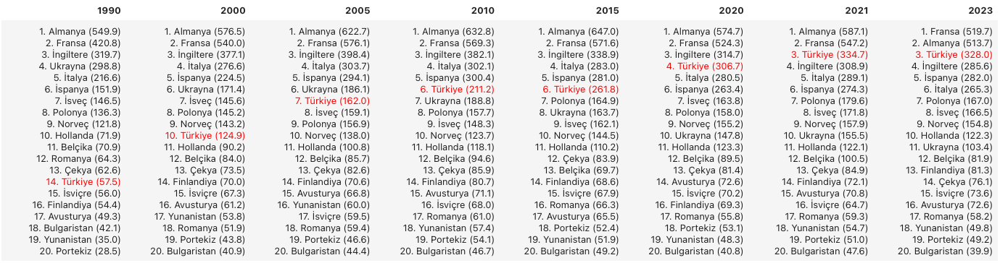 1990 2000 2005 2010 2015 2020 2021 2023
1. Almanya (549.9) 1. Almanya (576.5) 1. Almanya (622.7) 1. Almanya (632.8) 1. Almanya (647.0) 1. Almanya (574.7) 1. Almanya (587.1) 1. Fransa (519.7)
2. Fransa (420.8) 2. Fransa (540.0) 2. Fransa (576.1) 2. Fransa (569.3) 2. Fransa (571.6) 2. Fransa (524.3) 2. Fransa (547.2) 2. Almanya (513.7)
3. İngiltere (319.7) 3. İngiltere (377.1) 3. İngiltere (398.4) 3. İngiltere (382.1) 3. İngiltere (338.9) 3. İngiltere (314.7) 3. Türkiye (334.7) 3. Türkiye (328.0)
4. Ukrayna (298.8) 4. İtalya (276.6) 4. İtalya (303.7) 4. İtalya (302.1) 4. İtalya (283.0) 4. Türkiye (306.7) 4. İngiltere (308.9) 4. İngiltere (285.6)
5. İtalya (216.6) 5. İspanya (224.5) 5. İspanya (294.1) 5. İspanya (300.4) 5. İspanya (281.0) 5. İtalya (280.5) 5. İtalya (289.1) 5. İspanya (282.0)
6. İspanya (151.9) 6. Ukrayna (171.4) 6. Ukrayna (186.1) 6. Türkiye (211.2) 6. Türkiye (261.8) 6. İspanya (263.4) 6. İspanya (274.3) 6. İtalya (265.3)
7. İsveç (146.5) 7. İsveç (145.6) 7. Türkiye (162.0) 7. Ukrayna (188.8) 7. Polonya (164.9) 7. İsveç (163.8) 7. Polonya (179.6) 7. Polonya (167.0)
8. Polonya (136.3) 8. Polonya (145.2) 8. İsveç (159.1) 8. Polonya (157.7) 8. Ukrayna (163.7) 8. Polonya (158.0) 8. İsveç (171.8) 8. İsveç (166.5)
9. Norveç (121.8) 9. Norveç (143.2) 9. Polonya (156.9) 9. İsveç (148.3) 9. İsveç (162.1) 9. Norveç (155.2) 9. Norveç (157.9) 9. Norveç (154.8)
10. Hollanda (71.9) 10. Türkiye (124.9) 10. Norveç (138.0) 10. Norveç (123.7) 10. Norveç (144.5) 10. Ukrayna (147.8) 10. Ukrayna (155.5) 10. Hollanda (122.3)
11. Belçika (70.9) 11. Hollanda (90.2) 11. Hollanda (100.8) 11. Hollanda (118.1) 11. Hollanda (110.2) 11. Hollanda (123.3) 11. Hollanda (122.1) 11. Ukrayna (103.4)
12. Romanya (64.3) 12. Belçika (84.0) 12. Belçika (85.7) 12. Belçika (94.6) 12. Çekya (83.9) 12. Belçika (89.5) 12. Belçika (100.5) 12. Belçika (81.9)
13. Çekya (62.6) 13. Çekya (73.5) 13. Çekya (82.6) 13. Çekya (85.9) 13. Belçika (69.7) 13. Çekya (81.4) 13. Çekya (84.9) 13. Finlandiya (81.3)
14. Türkiye (57.5) 14. Finlandiya (70.0) 14. Finlandiya (70.6) 14. Finlandiya (80.7) 14. Finlandiya (68.6) 14. Avusturya (72.6) 14. Finlandiya (72.1) 14. Çekya (76.1)
15. İsviçre (56.0) 15. İsviçre (67.3) 15. Avusturya (66.8) 15. Avusturya (71.1) 15. İsviçre (67.9) 15. İsviçre (70.2) 15. Avusturya (70.8) 15. İsviçre (73.6)
16. Finlandiya (54.4) 16. Avusturya (61.2) 16. Yunanistan (60.0) 16. İsviçre (68.0) 16. Romanya (66.3) 16. Finlandiya (69.3) 16. İsviçre (64.7) 16. Avusturya (72.6)
17. Avusturya (49.3) 17. Yunanistan (53.8) 17. İsviçre (59.5) 17. Romanya (61.0) 17. Avusturya (65.5) 17. Romanya (55.8) 17. Romanya (59.3) 17. Romanya (58.2)
18. Bulgaristan (42.1) 18. Romanya (51.9) 18. Romanya (59.4) 18. Yunanistan (57.4) 18. Portekiz (52.4) 18. Portekiz (53.1) 18. Yunanistan (54.7) 18. Yunanistan (49.8)
19. Yunanistan (35.0) 19. Portekiz (43.8) 19. Portekiz (46.6) 19. Portekiz (54.1) 19. Yunanistan (51.9) 19. Yunanistan (48.3) 19. Portekiz (51.0) 19. Portekiz (49.2)
20. Portekiz (28.5) 20. Bulgaristan (40.9) 20. Bulgaristan (44.4) 20. Bulgaristan (46.7) 20. Bulgaristan (49.2) 20. Bulgaristan (40.8) 20. Bulgaristan (47.6) 20. Bulgaristan (39.9)